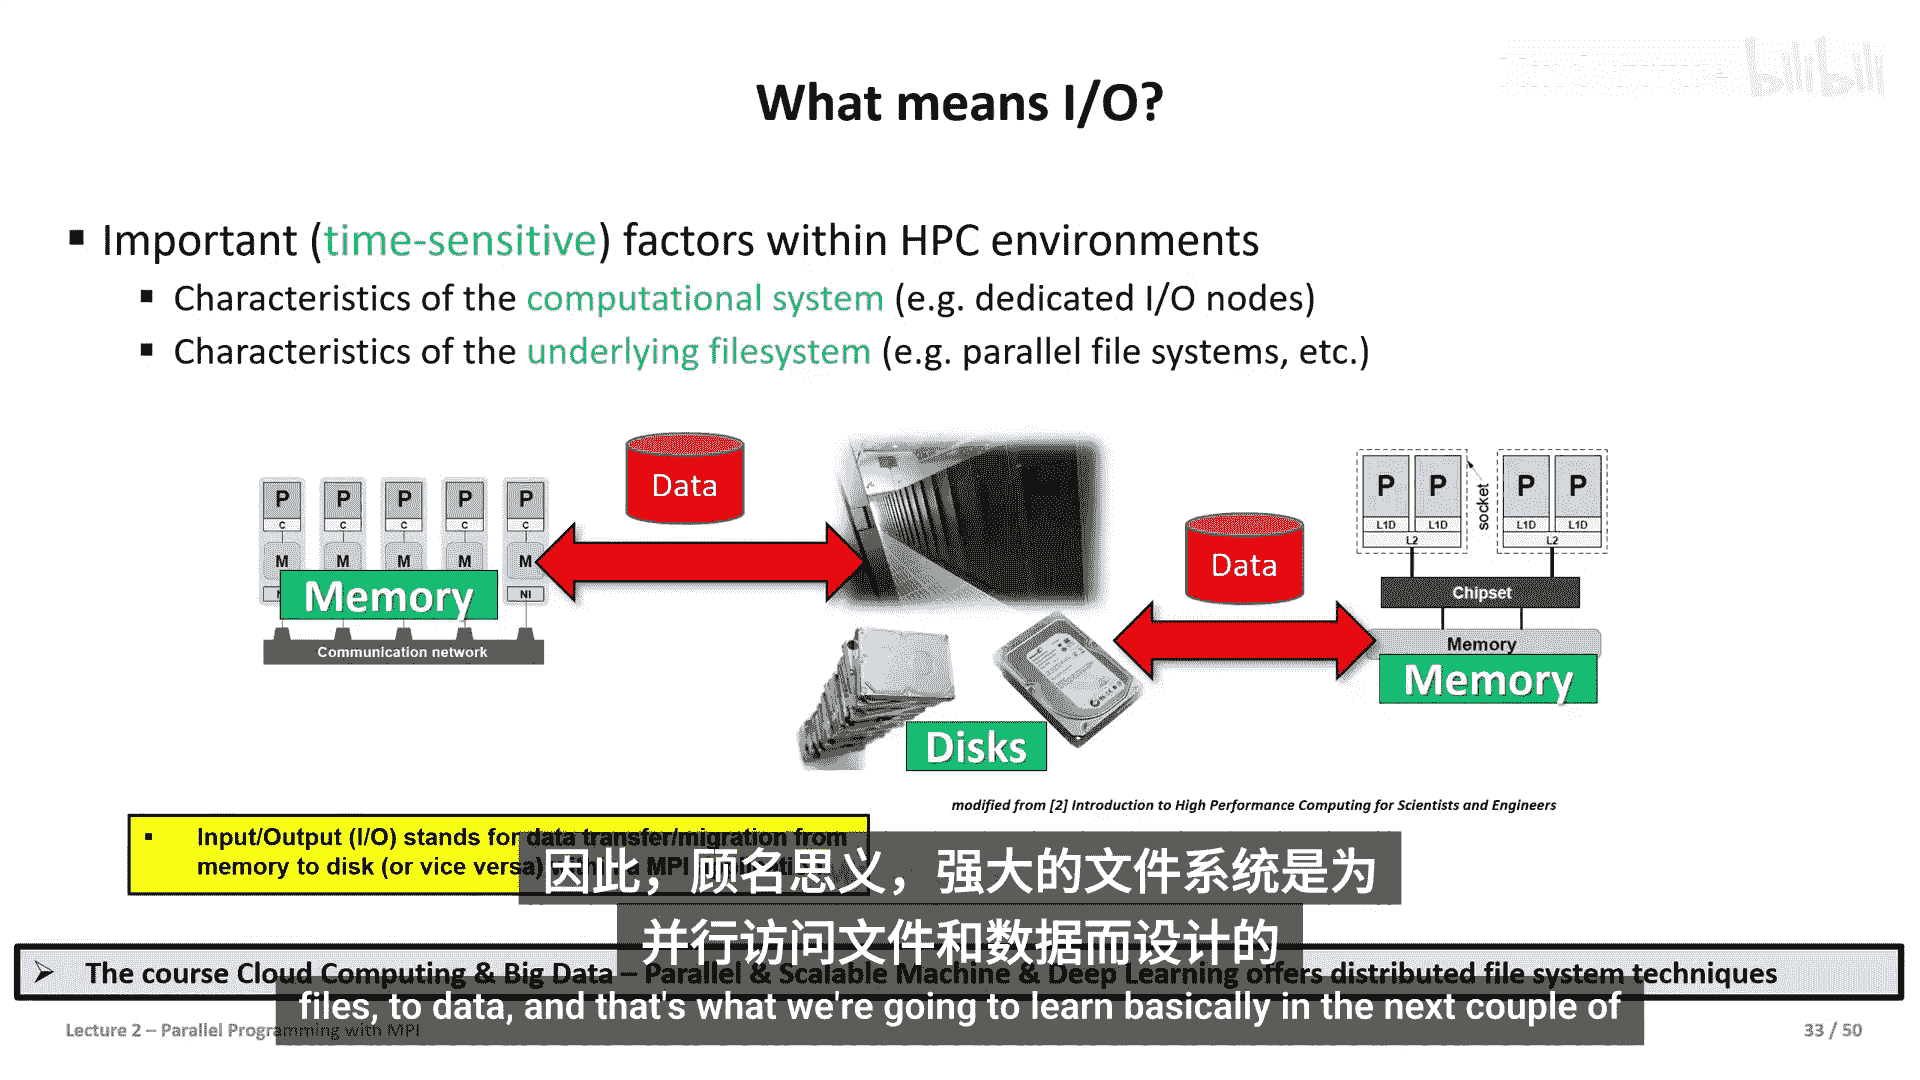 bilibili
What means I/O?
▪ Important (time-sensitive) factors within HPC environments
▪ Characteristics of the computational system (e.g. dedicated I/O nodes)
▪ Characteristics of the underlying filesystem (e.g. parallel file systems, etc.)
Data
P P P P P
C C C C C
M M M M M
NI
Memory
Communication network
Data
P P P P
socket
L1D L1D L1D L1D
L2 L2
Chipset
Memory
Memory
Disks
modified from [2] Introduction to High Performance Computing for Scientists and Engineers
▪ Input/Output (I/O) stands for data transfer/migration from
memory to disk (or vice versa) MPI
因此，顾名思义，强大的文件系统是为
并行访问文件和数据而设计的
➢ The course Cloud Computing & Big Data – Parallel & Scalable Machine & Deep Learning offers distributed file system techniques
files, to data, and that's what we're going to learn basically in the next couple of
Lecture 2 – Parallel Programming with MPI
33 / 50